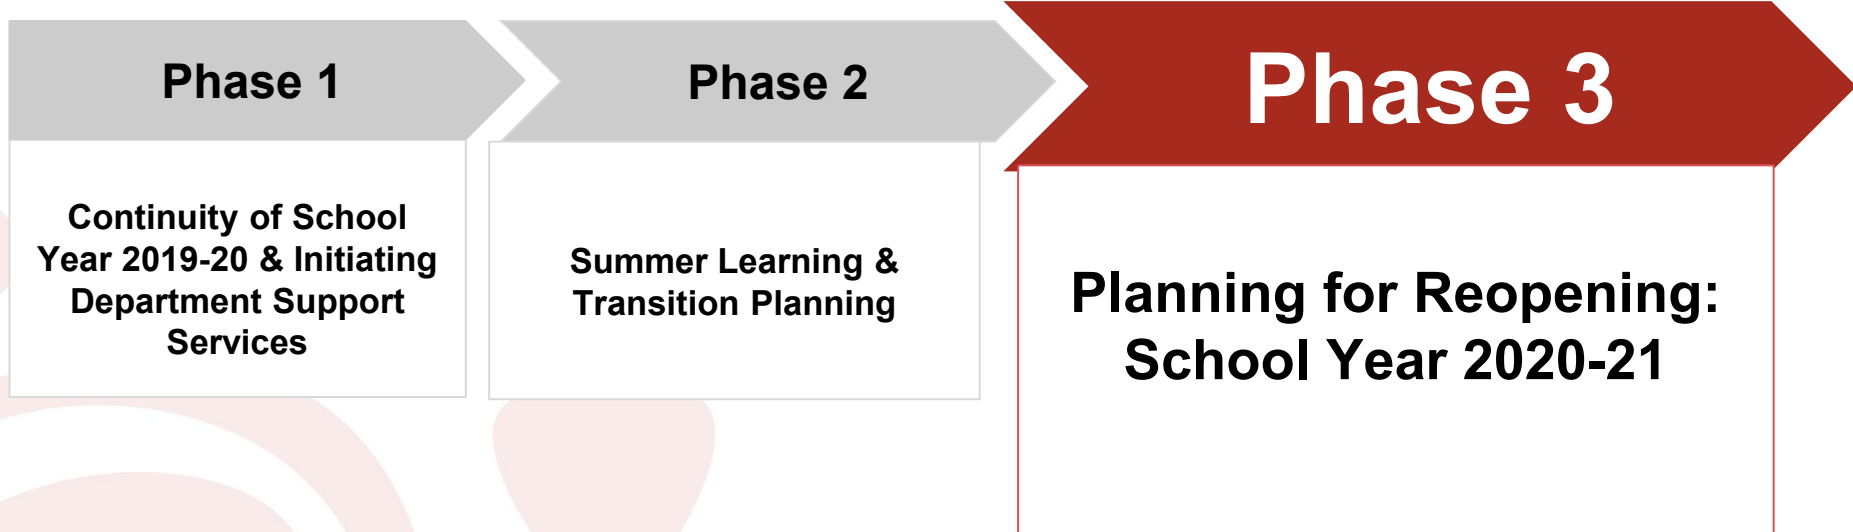 Phase 1
Continuity of School
Year 2019-20 & Initiating
Department Support
Services
Phase 2
Summer Learning &
Transition Planning
Phase 3
Planning for Reopening:
School Year 2020-21